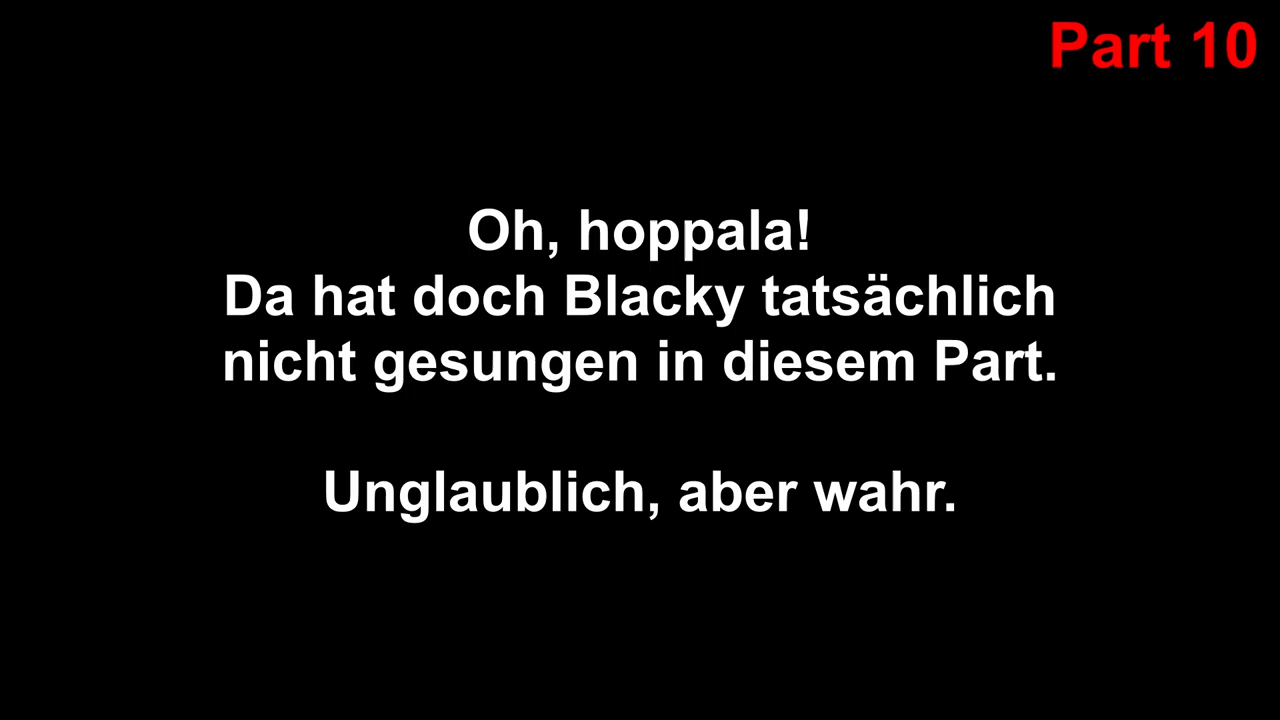 Part 10
Oh, hoppala!
Da hat doch Blacky tatsächlich
nicht gesungen in diesem Part.
Unglaublich, aber wahr.